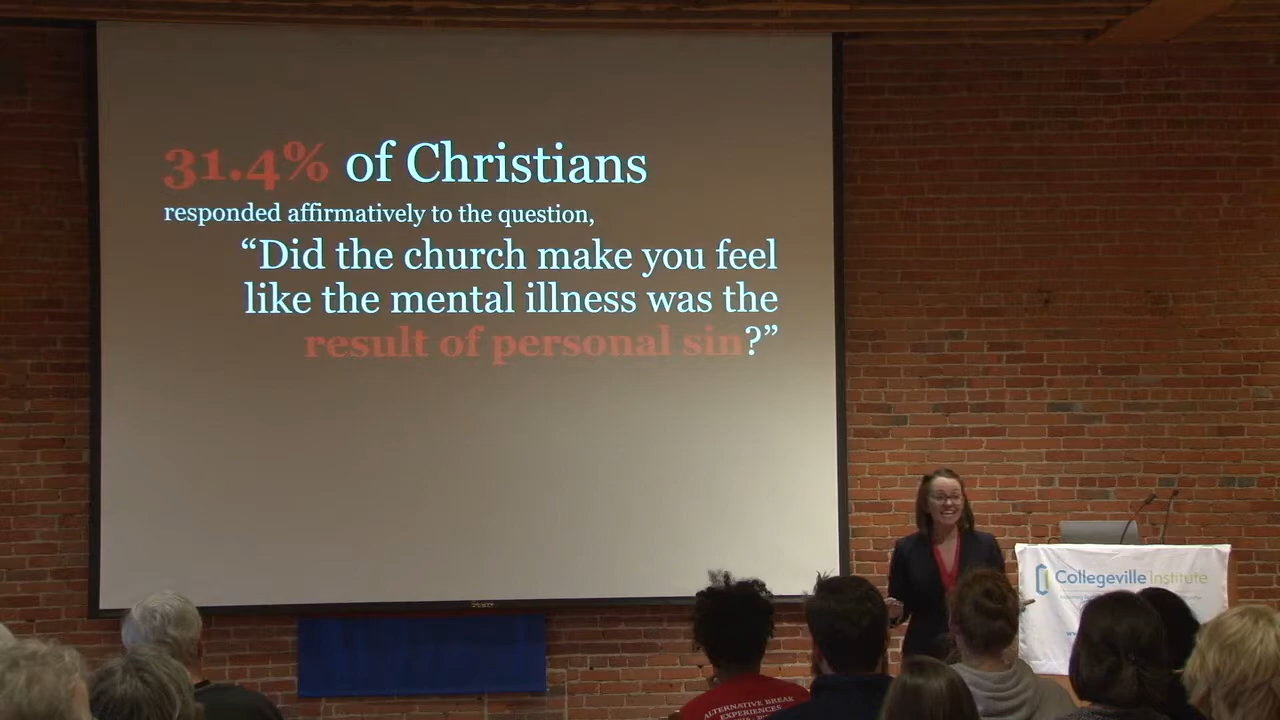 31.4% of Christians
responded affirmatively to the question,
“Did the church make you feel
like the mental illness was the
result of personal sin?”
Collegeville Institute
ALTERNATIVE BREAK
EXPERIENCES